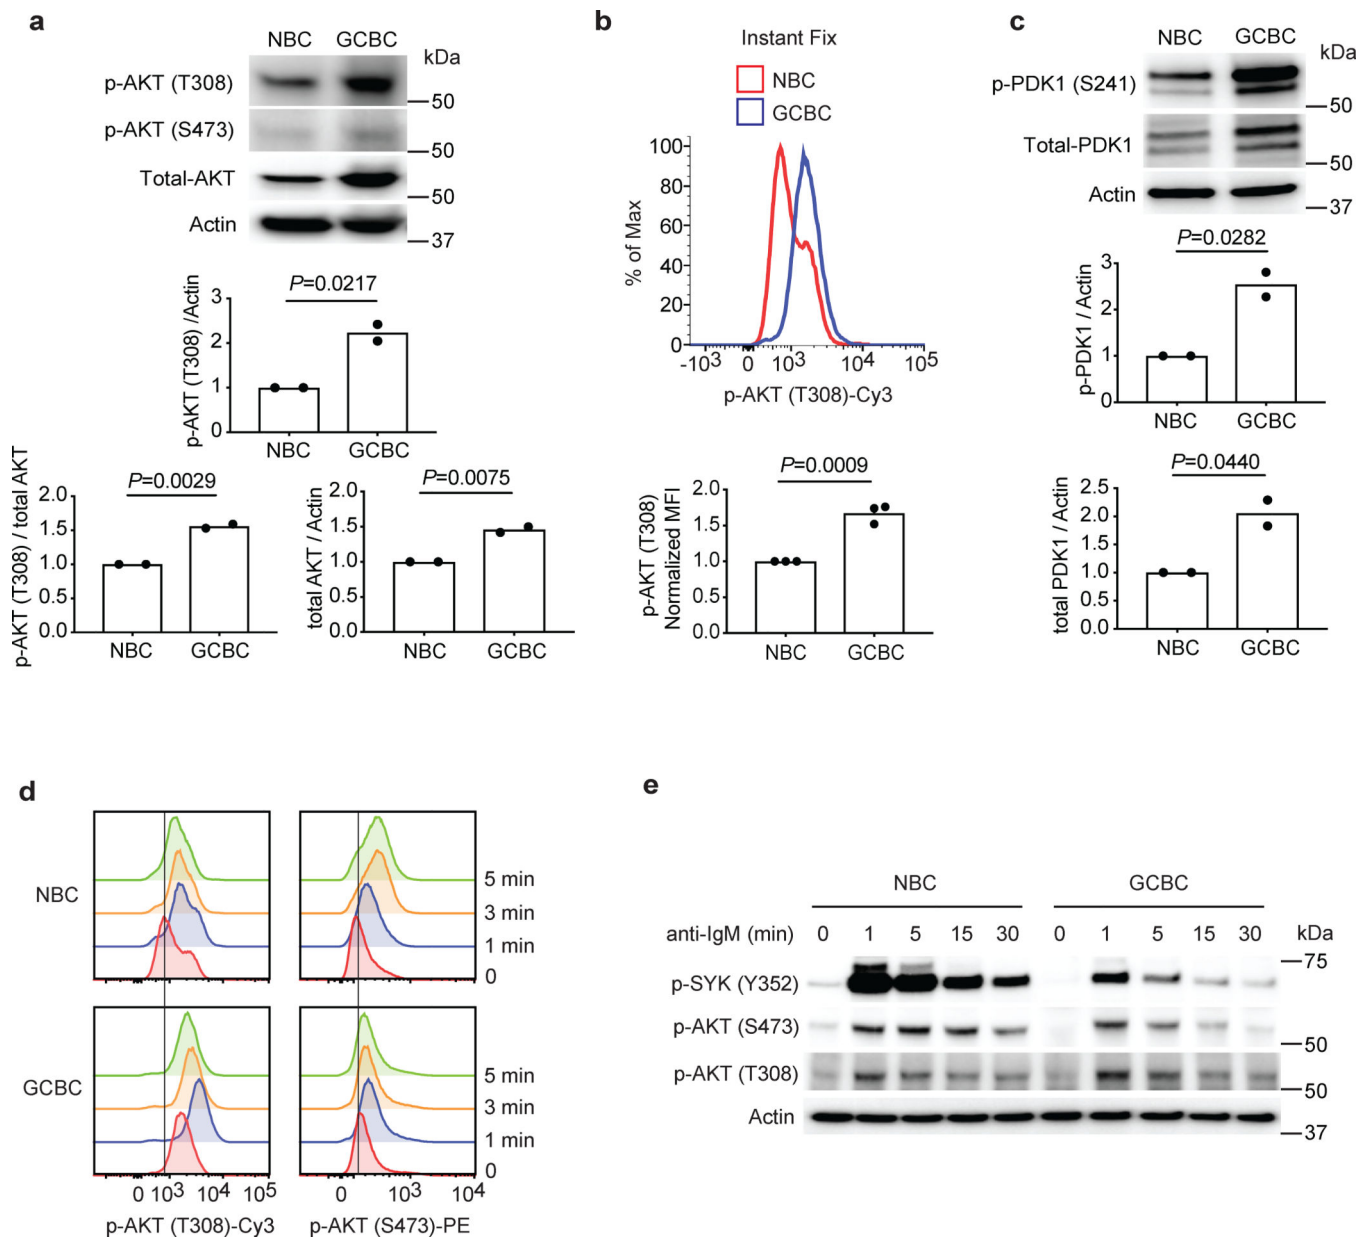 a
NBC GCBC
kDa
p-AKT (T308)
50
p-AKT (S473)
50
Total-AKT
50
Actin
37
P=0.0217
p-AKT (T308) /Actin
3
2
1
0
NBC GCBC
P=0.0029
p-AKT (T308) / total AKT
2.0
1.5
1.0
0.5
0.0
NBC GCBC
P=0.0075
total AKT / Actin
2.0
1.5
1.0
0.5
0.0
NBC GCBC
b
Instant Fix
NBC
GCBC
% of Max
100
80
60
40
20
0
-10³ 0 10³ 10⁴ 10⁵
p-AKT (T308)-Cy3
P=0.0009
p-AKT (T308)
Normalized MFI
2.0
1.5
1.0
0.5
0.0
NBC GCBC
c
NBC GCBC
kDa
p-PDK1 (S241)
50
Total-PDK1
50
Actin
37
P=0.0282
p-PDK1 / Actin
3
2
1
0
NBC GCBC
P=0.0440
total PDK1 / Actin
2.5
2.0
1.5
1.0
0.5
0.0
NBC GCBC
d
NBC
5 min
3 min
1 min
0
GCBC
5 min
3 min
1 min
0
0 10³ 10⁴ 10⁵
p-AKT (T308)-Cy3
0 10³ 10⁴
p-AKT (S473)-PE
e
NBC GCBC
anti-IgM (min) 0 1 5 15 30 0 1 5 15 30 kDa
75
p-SYK (Y352)
p-AKT (S473)
50
p-AKT (T308)
50
Actin
37